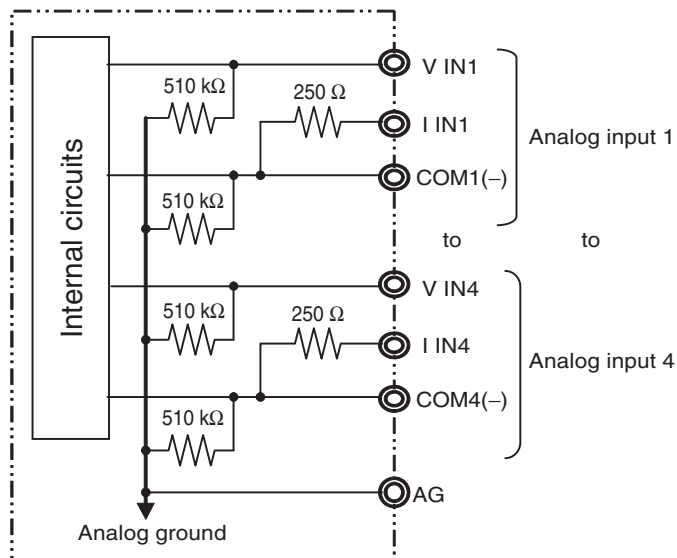 Internal circuits
510 kΩ
V IN1
250 Ω
I IN1
Analog input 1
COM1(−)
510 kΩ
to
to
V IN4
510 kΩ
250 Ω
I IN4
Analog input 4
COM4(−)
510 kΩ
AG
Analog ground